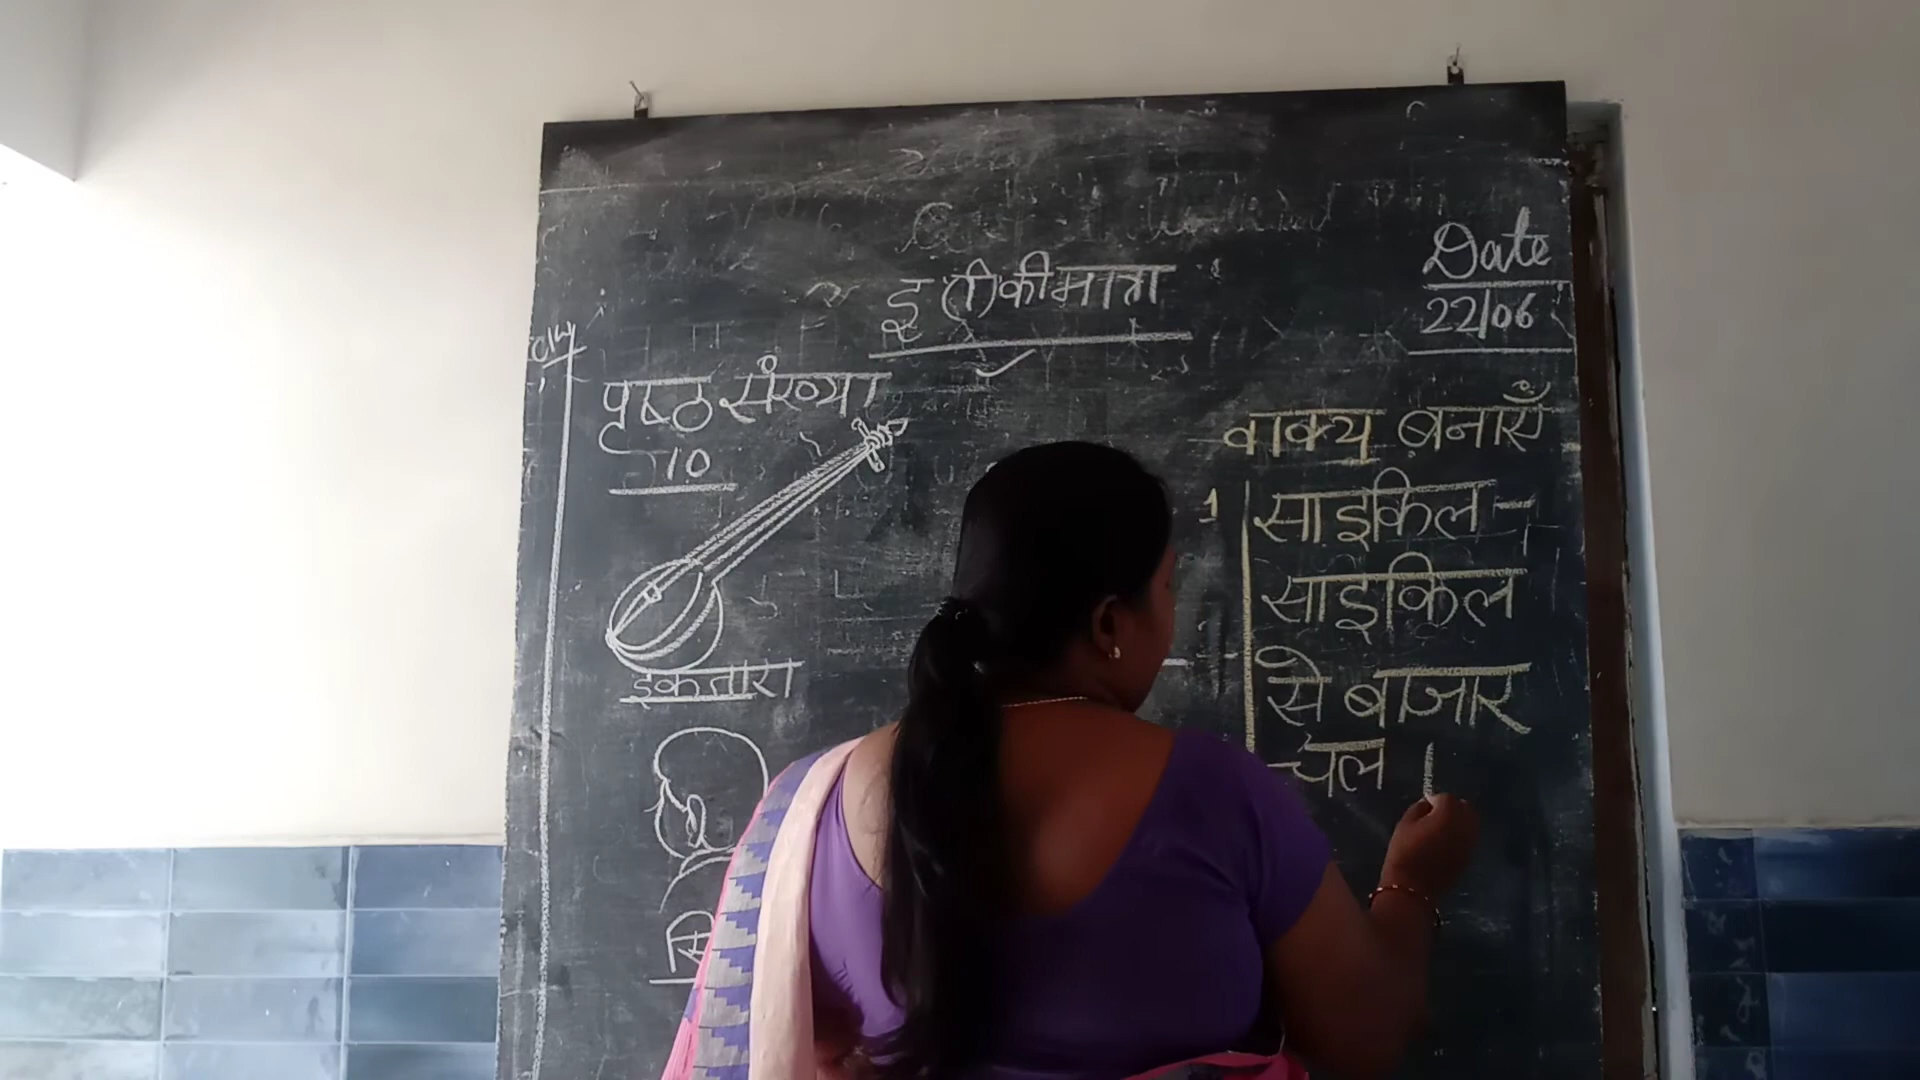 इ (ि) की मात्रा
Date
22/06
C/W
पृष्ठ संख्या
10
इकतारा
सि
वाक्य बनाएँ
1 साइकिल -
साइकिल
से बाजार
चल ।